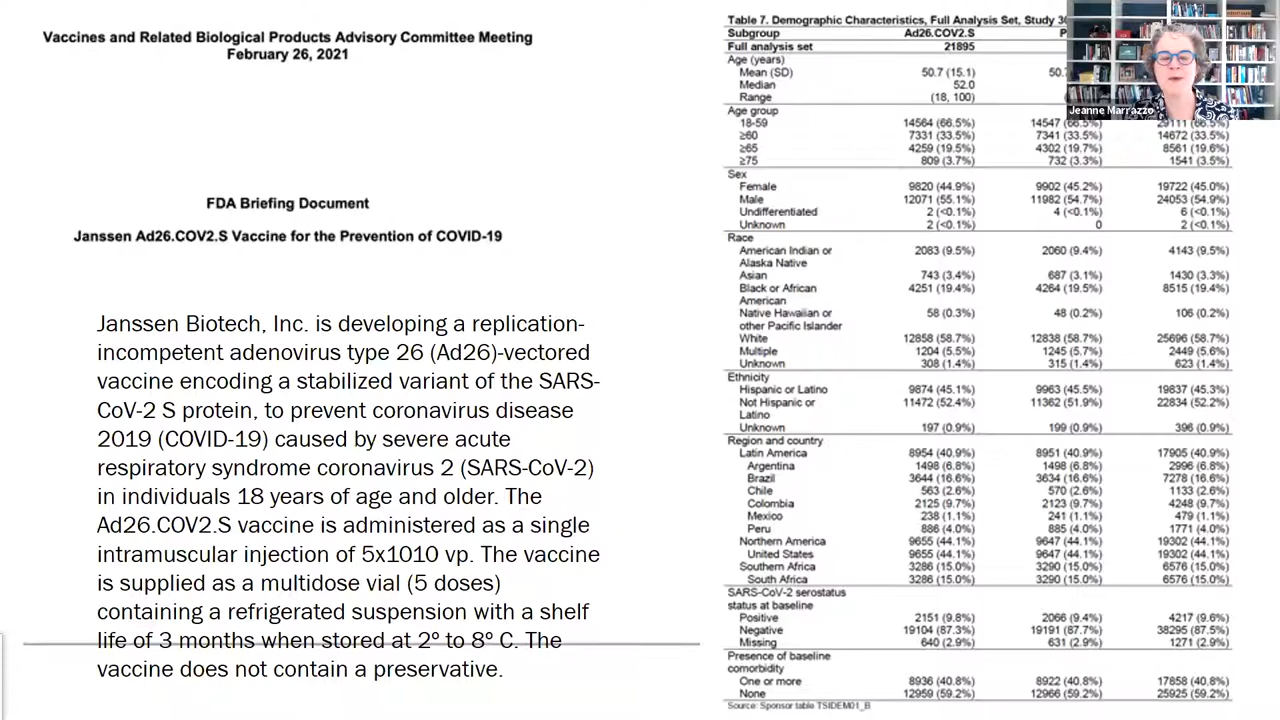 Vaccines and Related Biological Products Advisory Committee Meeting
February 26, 2021
FDA Briefing Document
Janssen Ad26.COV2.S Vaccine for the Prevention of COVID-19
Janssen Biotech, Inc. is developing a replication-
incompetent adenovirus type 26 (Ad26)-vectored
vaccine encoding a stabilized variant of the SARS-
CoV-2 S protein, to prevent coronavirus disease
2019 (COVID-19) caused by severe acute
respiratory syndrome coronavirus 2 (SARS-CoV-2)
in individuals 18 years of age and older. The
Ad26.COV2.S vaccine is administered as a single
intramuscular injection of 5x1010 vp. The vaccine
is supplied as a multidose vial (5 doses)
containing a refrigerated suspension with a shelf
life of 3 months when stored at 2º to 8º C. The
vaccine does not contain a preservative.
Table 7. Demographic Characteristics, Full Analysis Set, Study
Subgroup Ad26.COV2.S
Full analysis set 21895
Age (years)
Mean (SD) 50.7 (15.1) 50.7
Median 52.0
Range (18, 100)
Jeanne Marrazzo
Age group
18-59 14564 (66.5%) 14547 (66.5%) 29111 (66.5%)
≥60 7331 (33.5%) 7341 (33.5%) 14672 (33.5%)
≥65 4259 (19.5%) 4302 (19.7%) 8561 (19.6%)
≥75 809 (3.7%) 732 (3.3%) 1541 (3.5%)
Sex
Female 9820 (44.9%) 9902 (45.2%) 19722 (45.0%)
Male 12071 (55.1%) 11982 (54.7%) 24053 (54.9%)
Undifferentiated 2 (<0.1%) 4 (<0.1%) 6 (<0.1%)
Unknown 2 (<0.1%) 0 2 (<0.1%)
Race
American Indian or 2083 (9.5%) 2060 (9.4%) 4143 (9.5%)
Alaska Native
Asian 743 (3.4%) 687 (3.1%) 1430 (3.3%)
Black or African 4251 (19.4%) 4264 (19.5%) 8515 (19.4%)
American
Native Hawaiian or 58 (0.3%) 48 (0.2%) 106 (0.2%)
other Pacific Islander
White 12858 (58.7%) 12838 (58.7%) 25696 (58.7%)
Multiple 1204 (5.5%) 1245 (5.7%) 2449 (5.6%)
Unknown 308 (1.4%) 315 (1.4%) 623 (1.4%)
Ethnicity
Hispanic or Latino 9874 (45.1%) 9963 (45.5%) 19837 (45.3%)
Not Hispanic or 11472 (52.4%) 11362 (51.9%) 22834 (52.2%)
Latino
Unknown 197 (0.9%) 199 (0.9%) 396 (0.9%)
Region and country
Latin America 8954 (40.9%) 8951 (40.9%) 17905 (40.9%)
Argentina 1498 (6.8%) 1498 (6.8%) 2996 (6.8%)
Brazil 3644 (16.6%) 3634 (16.6%) 7278 (16.6%)
Chile 563 (2.6%) 570 (2.6%) 1133 (2.6%)
Colombia 2125 (9.7%) 2123 (9.7%) 4248 (9.7%)
Mexico 238 (1.1%) 241 (1.1%) 479 (1.1%)
Peru 886 (4.0%) 885 (4.0%) 1771 (4.0%)
Northern America 9655 (44.1%) 9647 (44.1%) 19302 (44.1%)
United States 9655 (44.1%) 9647 (44.1%) 19302 (44.1%)
Southern Africa 3286 (15.0%) 3290 (15.0%) 6576 (15.0%)
South Africa 3286 (15.0%) 3290 (15.0%) 6576 (15.0%)
SARS-CoV-2 serostatus
status at baseline
Positive 2151 (9.8%) 2066 (9.4%) 4217 (9.6%)
Negative 19104 (87.3%) 19191 (87.7%) 38295 (87.5%)
Missing 640 (2.9%) 631 (2.9%) 1271 (2.9%)
Presence of baseline
comorbidity
One or more 8936 (40.8%) 8922 (40.8%) 17858 (40.8%)
None 12959 (59.2%) 12966 (59.2%) 25925 (59.2%)
Source: Sponsor table TSIDEM01_B